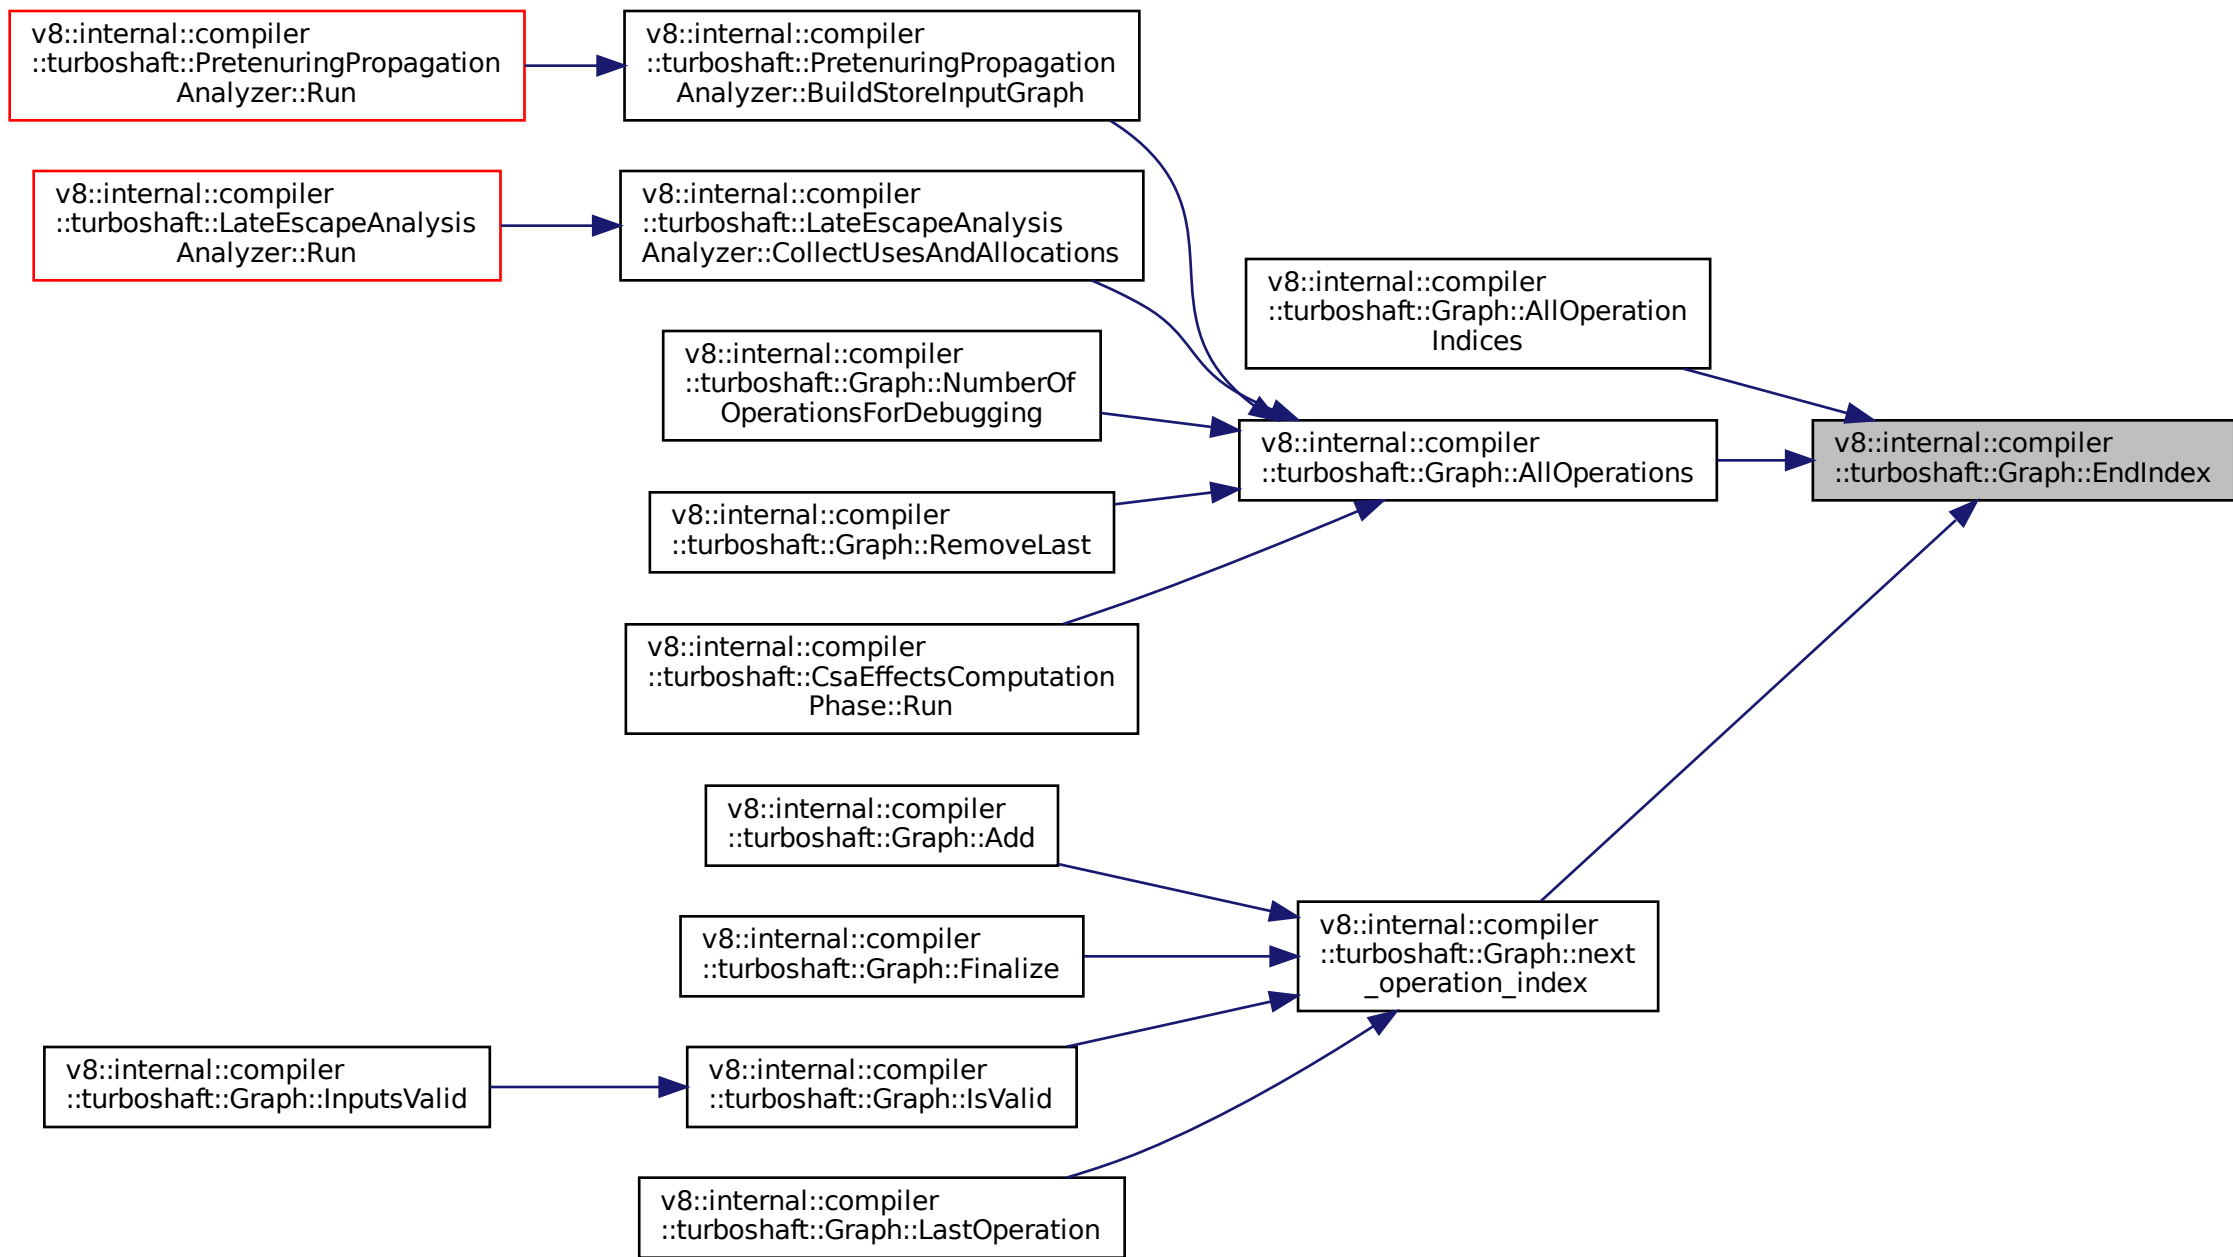 v8::internal::compiler
::turboshaft::PretenuringPropagation
Analyzer::Run
v8::internal::compiler
::turboshaft::PretenuringPropagation
Analyzer::BuildStoreInputGraph
v8::internal::compiler
::turboshaft::LateEscapeAnalysis
Analyzer::Run
v8::internal::compiler
::turboshaft::LateEscapeAnalysis
Analyzer::CollectUsesAndAllocations
v8::internal::compiler
::turboshaft::Graph::AllOperation
Indices
v8::internal::compiler
::turboshaft::Graph::NumberOf
OperationsForDebugging
v8::internal::compiler
::turboshaft::Graph::AllOperations
v8::internal::compiler
::turboshaft::Graph::EndIndex
v8::internal::compiler
::turboshaft::Graph::RemoveLast
v8::internal::compiler
::turboshaft::CsaEffectsComputation
Phase::Run
v8::internal::compiler
::turboshaft::Graph::Add
v8::internal::compiler
::turboshaft::Graph::Finalize
v8::internal::compiler
::turboshaft::Graph::next
_operation_index
v8::internal::compiler
::turboshaft::Graph::InputsValid
v8::internal::compiler
::turboshaft::Graph::IsValid
v8::internal::compiler
::turboshaft::Graph::LastOperation